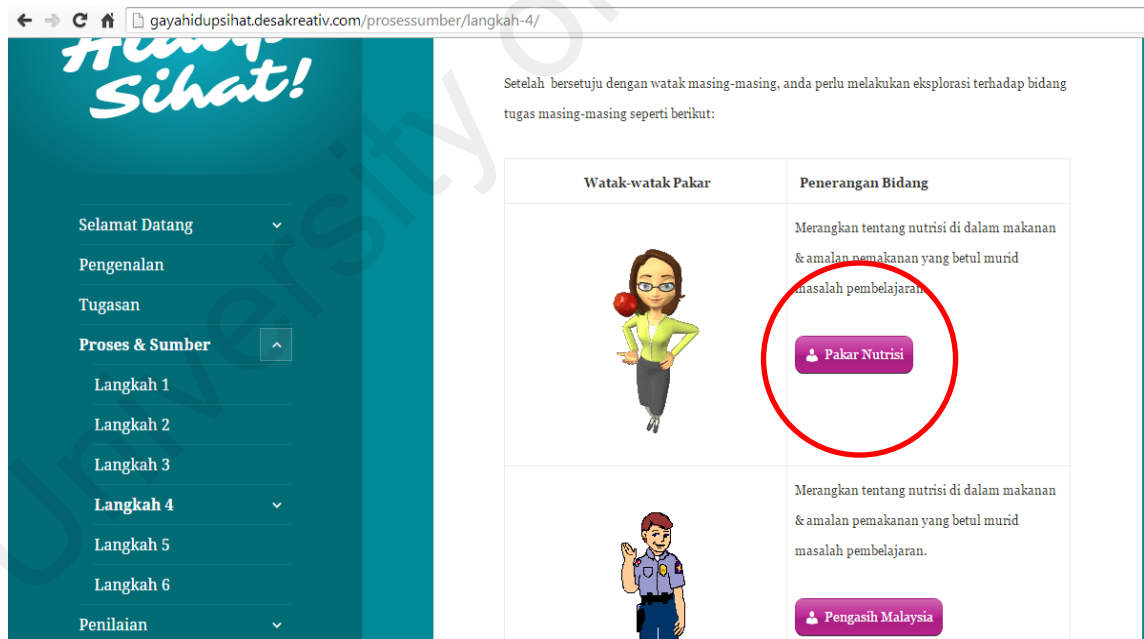 gayahidupsihat.desakreativ.com/prosessumber/langkah-4/
Hidup
Sihat!
Selamat Datang
Pengenalan
Tugasan
Proses & Sumber
Langkah 1
Langkah 2
Langkah 3
Langkah 4
Langkah 5
Langkah 6
Penilaian
Setelah bersetuju dengan watak masing-masing, anda perlu melakukan eksplorasi terhadap bidang
tugas masing-masing seperti berikut:
Watak-watak Pakar
Penerangan Bidang
Merangkan tentang nutrisi di dalam makanan
& amalan pemakanan yang betul murid
masalah pembelajaran.
Pakar Nutrisi
Merangkan tentang nutrisi di dalam makanan
& amalan pemakanan yang betul murid
masalah pembelajaran.
Pengasih Malaysia
University of